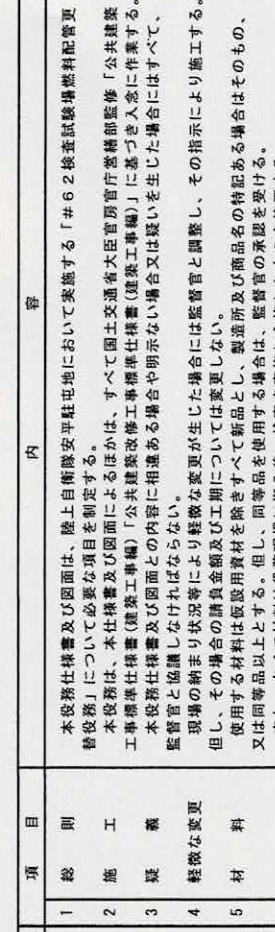 項 目 内 容
1 総 則 本役務仕様書及び図面は、陸上自衛隊安平駐屯地において実施する「#62検査試験場燃料配管更
替役務」について必要な項目を制定する。
2 施 工 本役務は、本仕様書及び図面によるほかは、すべて国土交通省大臣官房官庁営繕部監修「公共建築
工事標準仕様書(建築工事編)「公共建築改修工事標準仕様書(建築工事編)」に基づき入念に作業する。
3 疑 義 本役務仕様書及び図面との内容に相違ある場合や明示ない場合又は疑いを生じた場合にはすべて、
監督官と協議しなければならない。
4 軽微な変更 現場の納まり状況等により軽微な変更が生じた場合には監督官と調整し、その指示により施工する。
但し、その場合の請負金額及び工期については変更しない。
5 材 料 使用する材料は仮設用資材を除きすべて新品とし、製造所及び商品名の特記ある場合はそのもの、
又は同等品以上とする。但し、同等品を使用する場合は、監督官の承認を受ける。